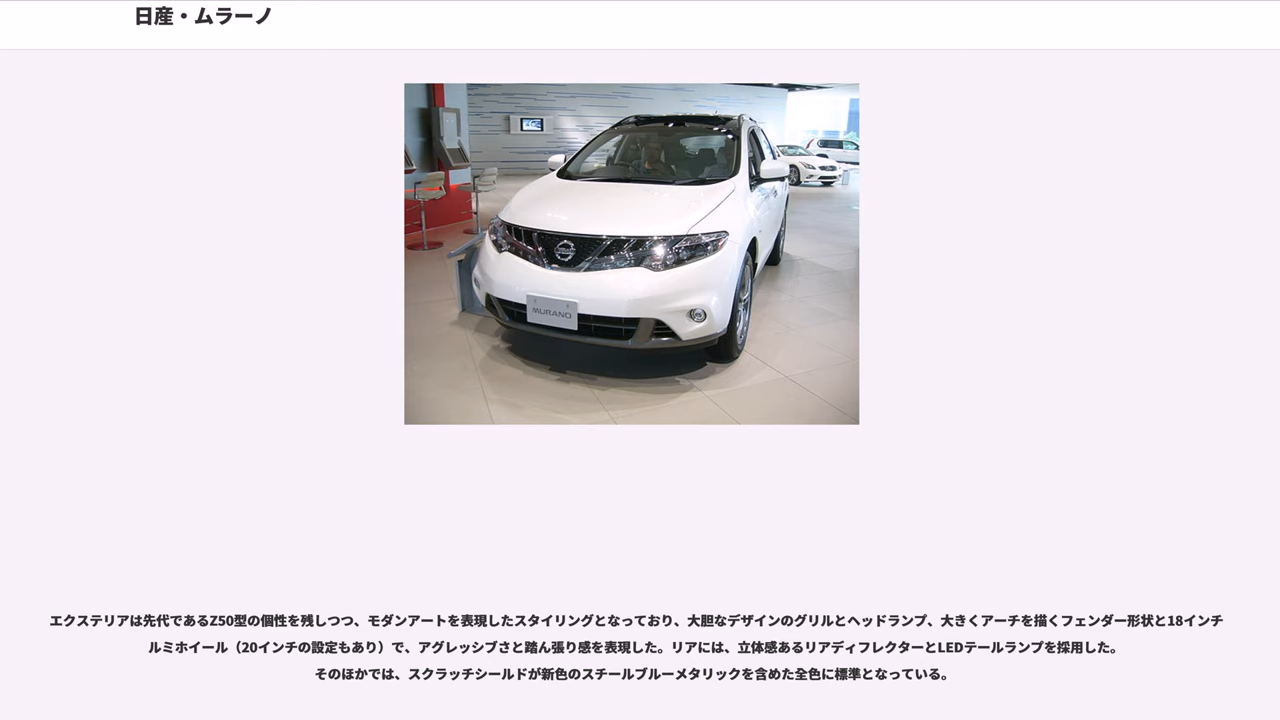 日産・ムラーノ
MURANO
エクステリアは先代であるZ50型の個性を残しつつ、モダンアートを表現したスタイリングとなっており、大胆なデザインのグリルとヘッドランプ、大きくアーチを描くフェンダー形状と18インチ
ルミホイール（20インチの設定もあり）で、アグレッシブさと踏ん張り感を表現した。リアには、立体感あるリアディフレクターとLEDテールランプを採用した。
そのほかでは、スクラッチシールドが新色のスチールブルーメタリックを含めた全色に標準となっている。